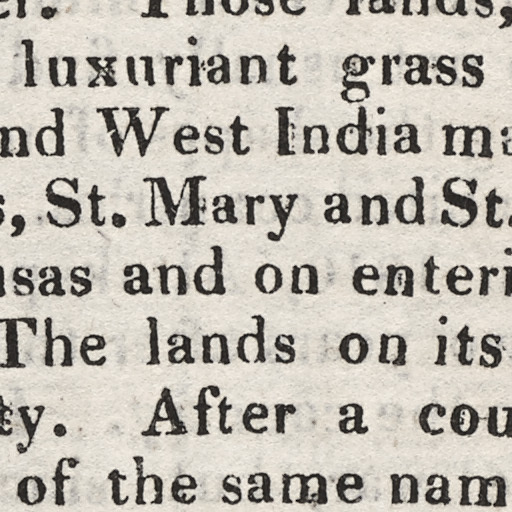 er. Those lands,
luxuriant grass
nd West India ma
s, St. Mary and St.
usas and on enteri
The lands on its
ty. After a cou
of the same nam